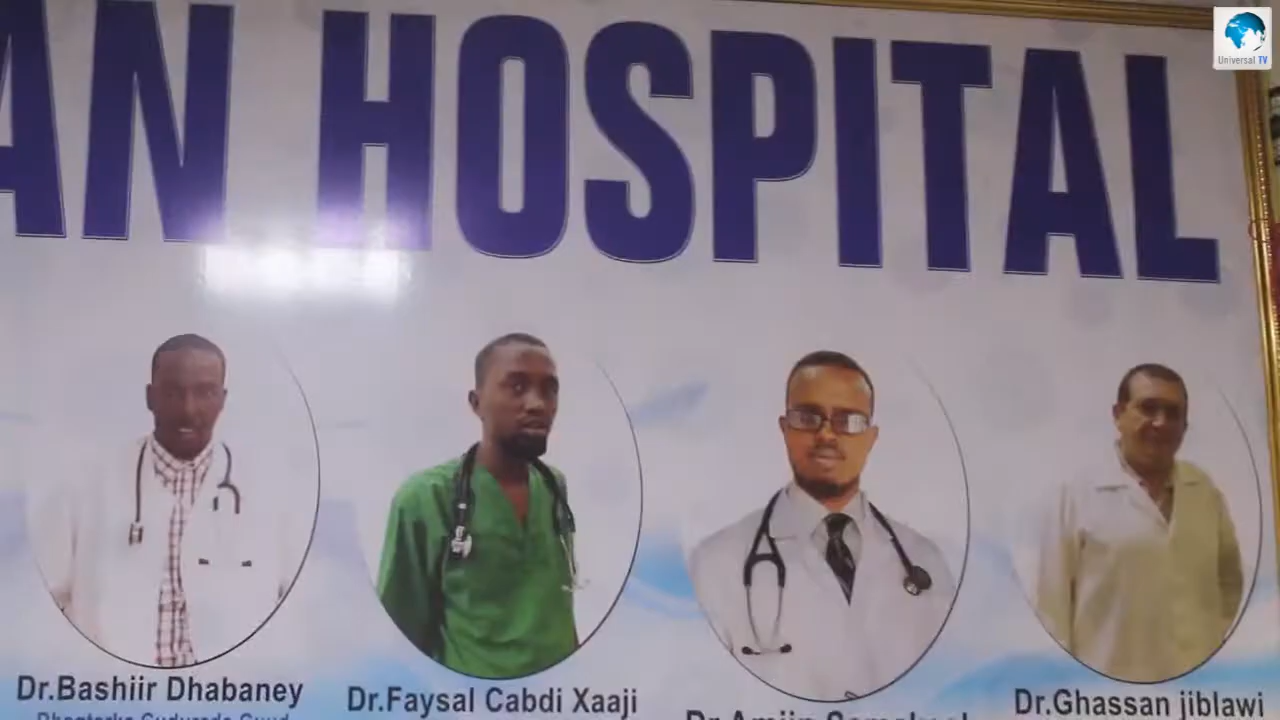 Universal TV
AN HOSPITAL
Dr.Bashiir Dhabaney
Dr.Faysal Cabdi Xaaji
Dr.Ghassan jiblawi